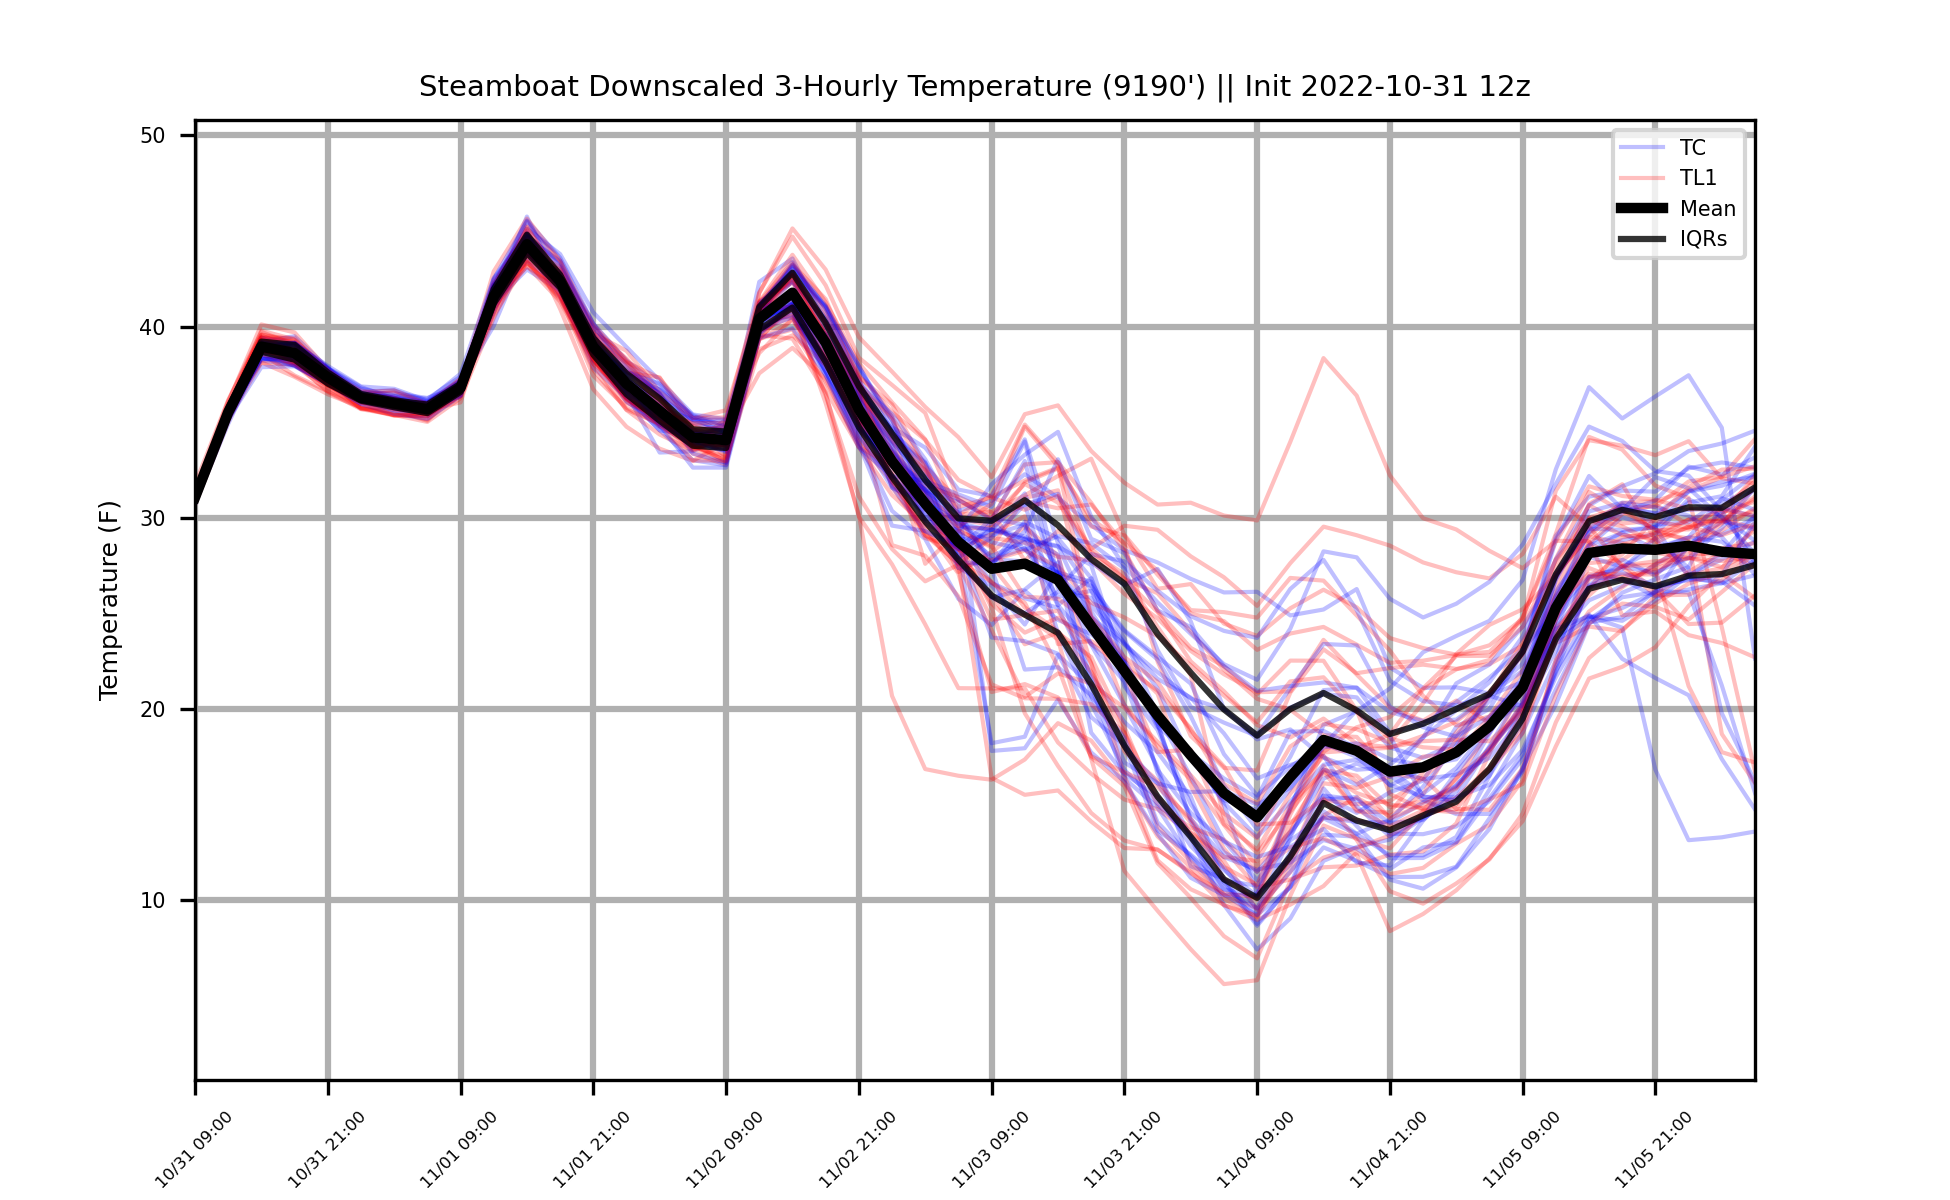 Steamboat Downscaled 3-Hourly Temperature (9190') || Init 2022-10-31 12z
TC
TL1
Mean
IQRs
Temperature (F)
50
40
30
20
10
10/31 09:00
10/31 21:00
11/01 09:00
11/01 21:00
11/02 09:00
11/02 21:00
11/03 09:00
11/03 21:00
11/04 09:00
11/04 21:00
11/05 09:00
11/05 21:00